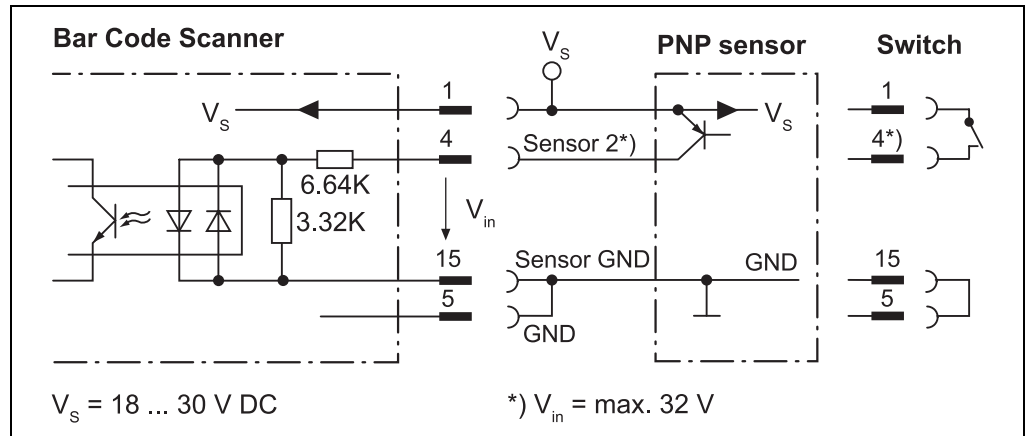 Bar Code Scanner
PNP sensor
Switch
V_S
1
V_S
V_S
1
4
Sensor 2*)
4*)
6.64K
3.32K
V_in
15
Sensor GND
GND
15
5
GND
5
V_S = 18 ... 30 V DC
*) V_in = max. 32 V